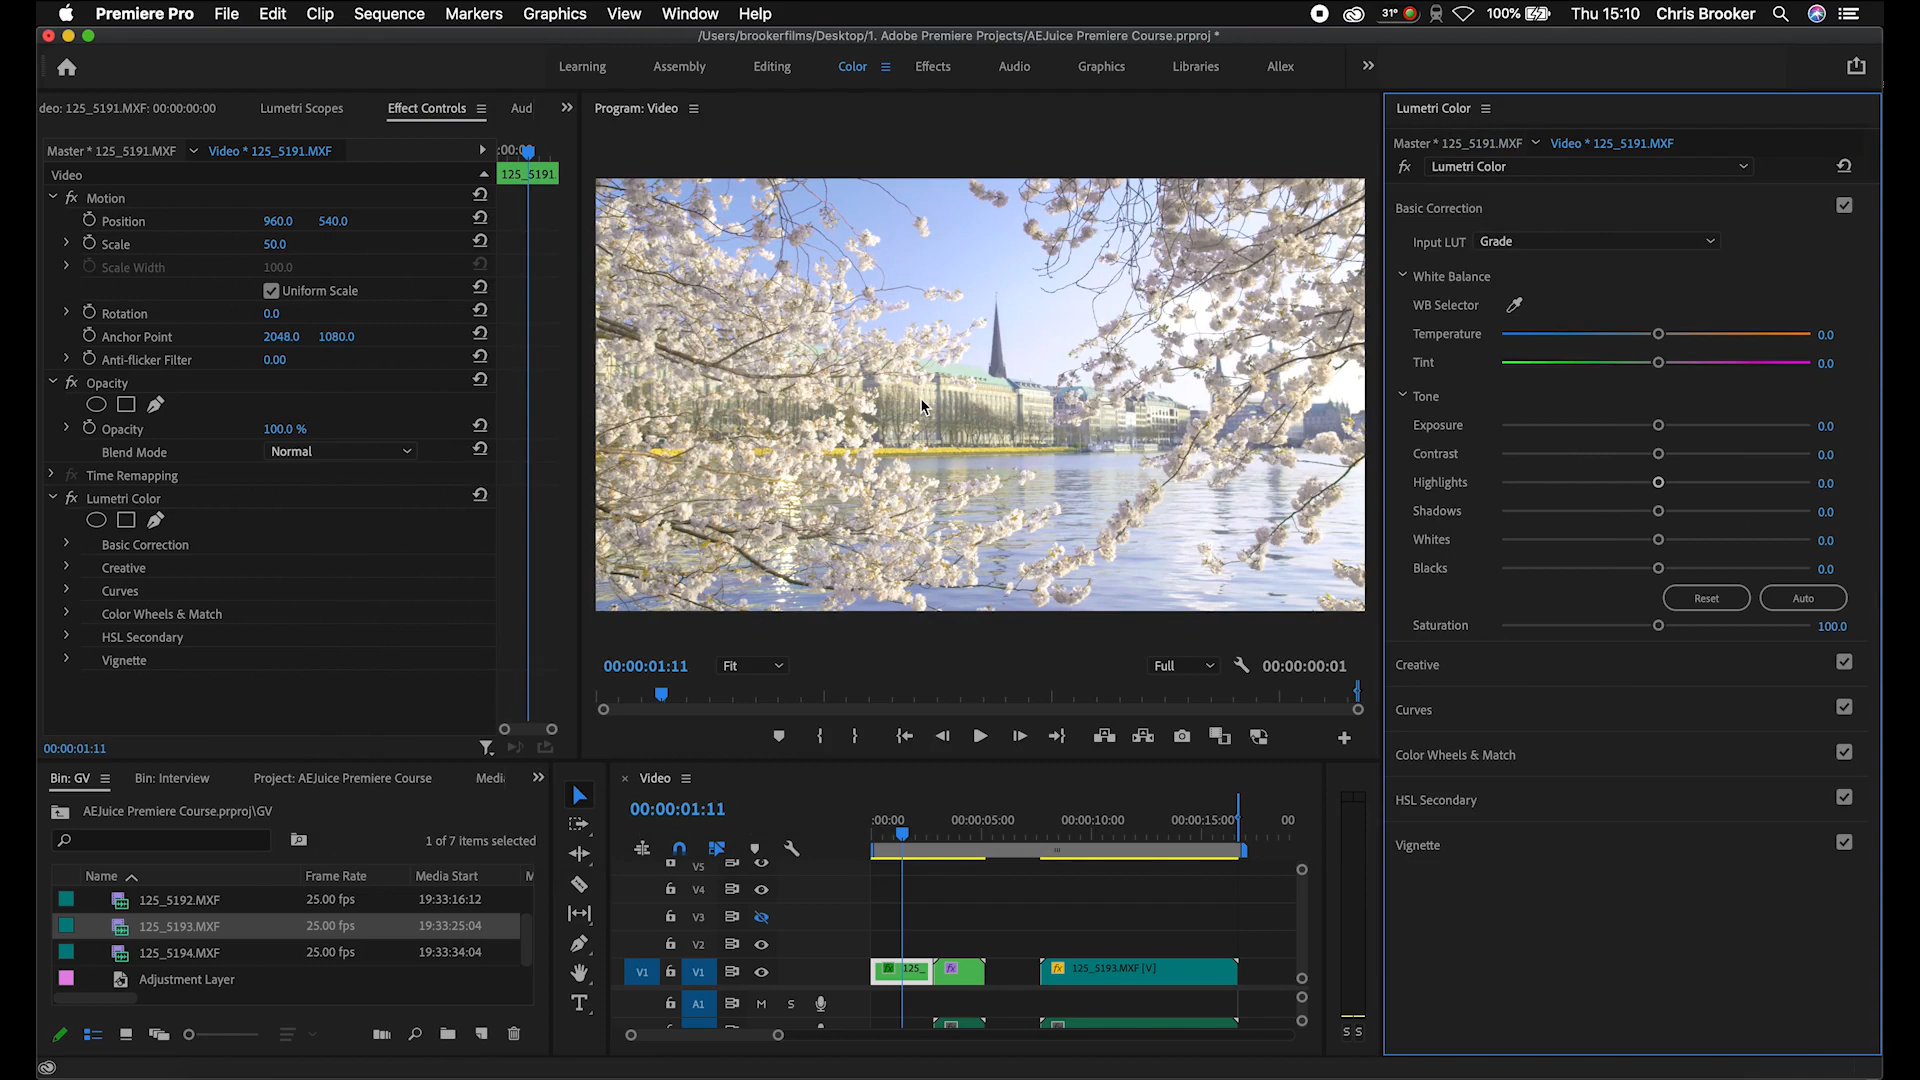 Premiere Pro File Edit Clip Sequence Markers Graphics View Window Help 31° 100% Thu 15:10 Chris Brooker
/Users/brookerfilms/Desktop/1. Adobe Premiere Projects/AEJuice Premiere Course.prproj *
Learning Assembly Editing Color Effects Audio Graphics Libraries Allex
deo: 125_5191.MXF: 00:00:00:00 Lumetri Scopes Effect Controls Aud
Program: Video
Lumetri Color
Master * 125_5191.MXF Video * 125_5191.MXF :00:00
Video 125_5191
Motion
Position 960.0 540.0
Scale 50.0
Scale Width 100.0
Uniform Scale
Rotation 0.0
Anchor Point 2048.0 1080.0
Anti-flicker Filter 0.00
Opacity
Opacity 100.0 %
Blend Mode Normal
Time Remapping
Lumetri Color
Basic Correction
Creative
Curves
Color Wheels & Match
HSL Secondary
Vignette
00:00:01:11
00:00:01:11 Fit Full 00:00:00:01
Master * 125_5191.MXF Video * 125_5191.MXF
fx Lumetri Color
Basic Correction
Input LUT Grade
White Balance
WB Selector
Temperature 0.0
Tint 0.0
Tone
Exposure 0.0
Contrast 0.0
Highlights 0.0
Shadows 0.0
Whites 0.0
Blacks 0.0
Reset Auto
Saturation 100.0
Creative
Curves
Color Wheels & Match
HSL Secondary
Vignette
Bin: GV Bin: Interview Project: AEJuice Premiere Course Medi
AEJuice Premiere Course.prproj\GV
1 of 7 items selected
Name Frame Rate Media Start M
125_5192.MXF 25.00 fps 19:33:16:12
125_5193.MXF 25.00 fps 19:33:25:04
125_5194.MXF 25.00 fps 19:33:34:04
Adjustment Layer
Video
00:00:01:11
:00:00 00:00:05:00 00:00:10:00 00:00:15:00 00
V5
V4
V3
V2
V1 V1 fx 125_ fx fx 125_5193.MXF [V]
A1 M S
S S